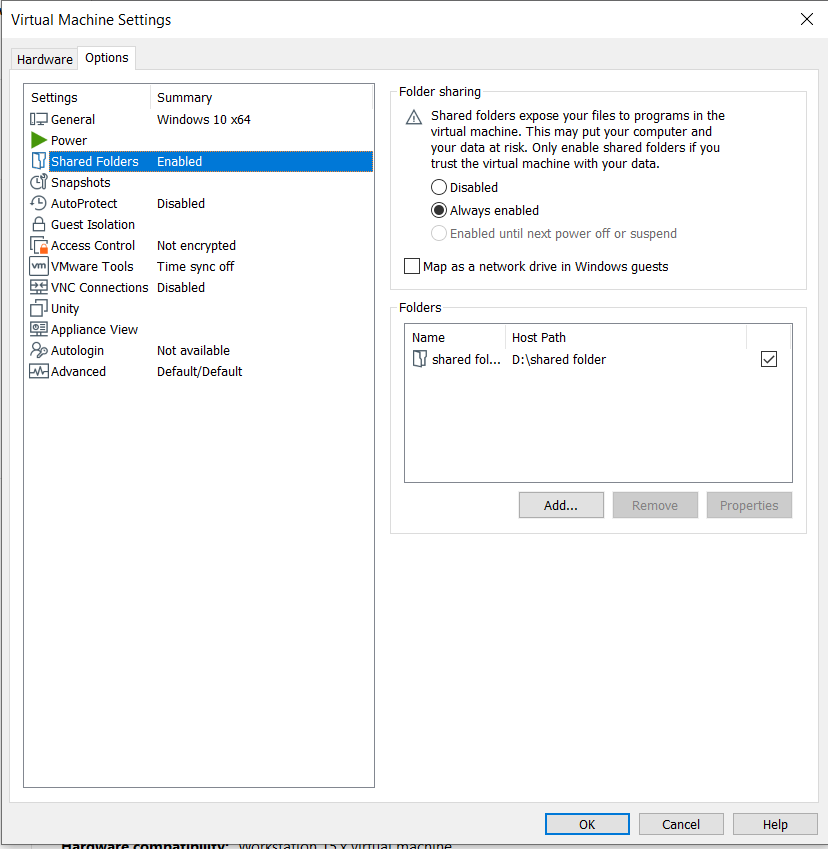 Virtual Machine Settings
Hardware
Options
Settings Summary
General Windows 10 x64
Power
Shared Folders Enabled
Snapshots
AutoProtect Disabled
Guest Isolation
Access Control Not encrypted
vm VMware Tools Time sync off
VNC Connections Disabled
Unity
Appliance View
Autologin Not available
Advanced Default/Default
Folder sharing
Shared folders expose your files to programs in the
virtual machine. This may put your computer and
your data at risk. Only enable shared folders if you
trust the virtual machine with your data.
Disabled
Always enabled
Enabled until next power off or suspend
Map as a network drive in Windows guests
Folders
Name Host Path
shared fol... D:\shared folder
Add... Remove Properties
OK Cancel Help
Hardware compatibility: Workstation 15.x virtual machine